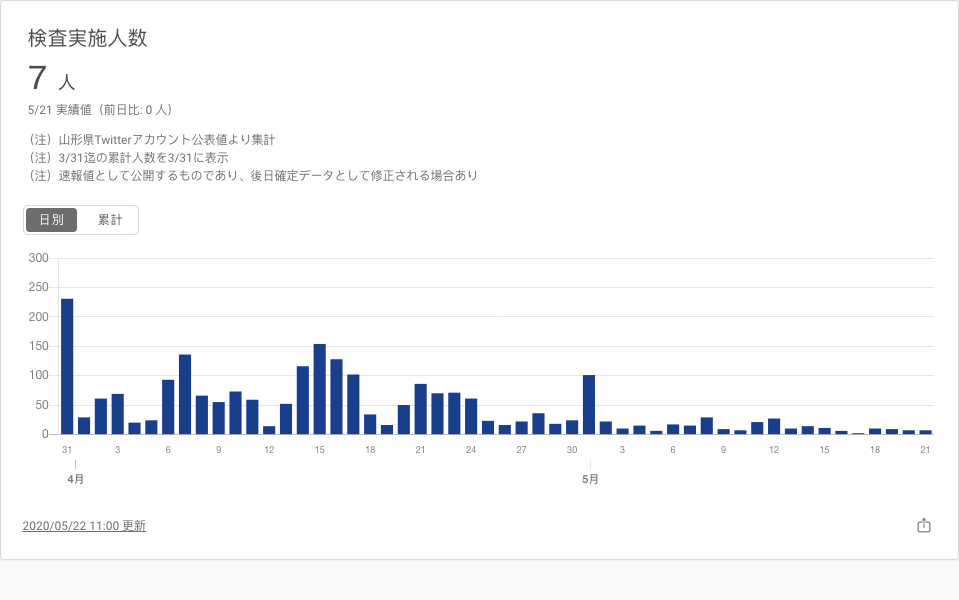 検査実施人数
7 人
5/21 実績値（前日比: 0 人）
（注）山形県Twitterアカウント公表値より集計
（注）3/31迄の累計人数を3/31に表示
（注）速報値として公開するものであり、後日確定データとして修正される場合あり
日別 累計
300
250
200
150
100
50
0
31 3 6 9 12 15 18 21 24 27 30 3 6 9 12 15 18 21
4月 5月
2020/05/22 11:00 更新